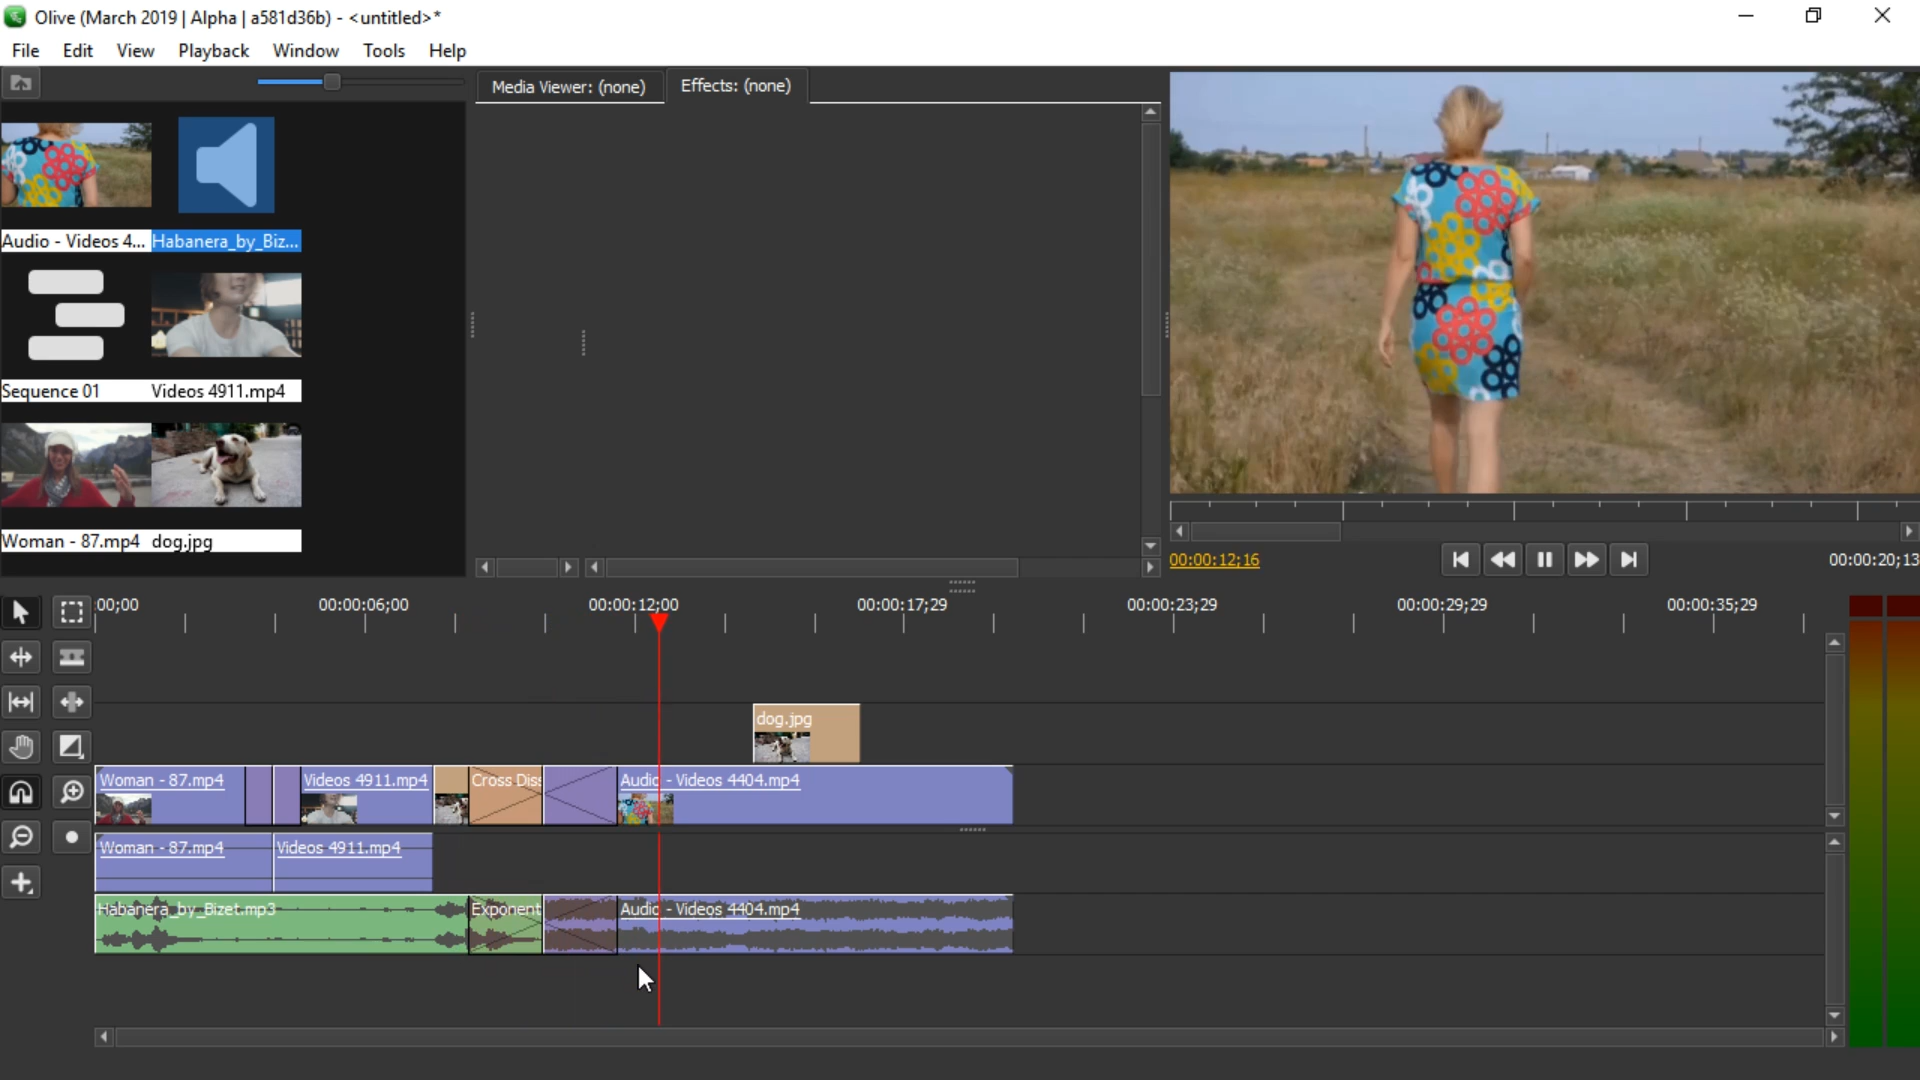 Olive (March 2019 | Alpha | a581d36b) - <untitled>*
File Edit View Playback Window Tools Help
Media Viewer: (none) Effects: (none)
Audio - Videos 4... Habanera_by_Biz...
Sequence 01 Videos 4911.mp4
Woman - 87.mp4 dog.jpg
00:00:12;16 00:00:20;13
:00;00 00:00:06;00 00:00:12;00 00:00:17;29 00:00:23;29 00:00:29;29 00:00:35;29
dog.jpg
Woman - 87.mp4 Videos 4911.mp4 Cross Diss Audio - Videos 4404.mp4
Woman - 87.mp4 Videos 4911.mp4
Habanera_by_Bizet.mp3 Exponent Audio - Videos 4404.mp4